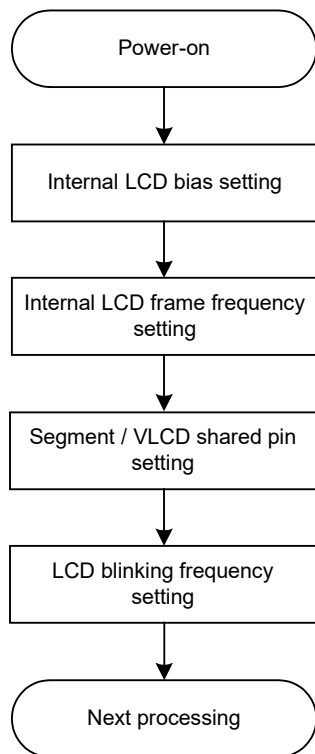 Power-on
Internal LCD bias setting
Internal LCD frame frequency
setting
Segment / VLCD shared pin
setting
LCD blinking frequency
setting
Next processing